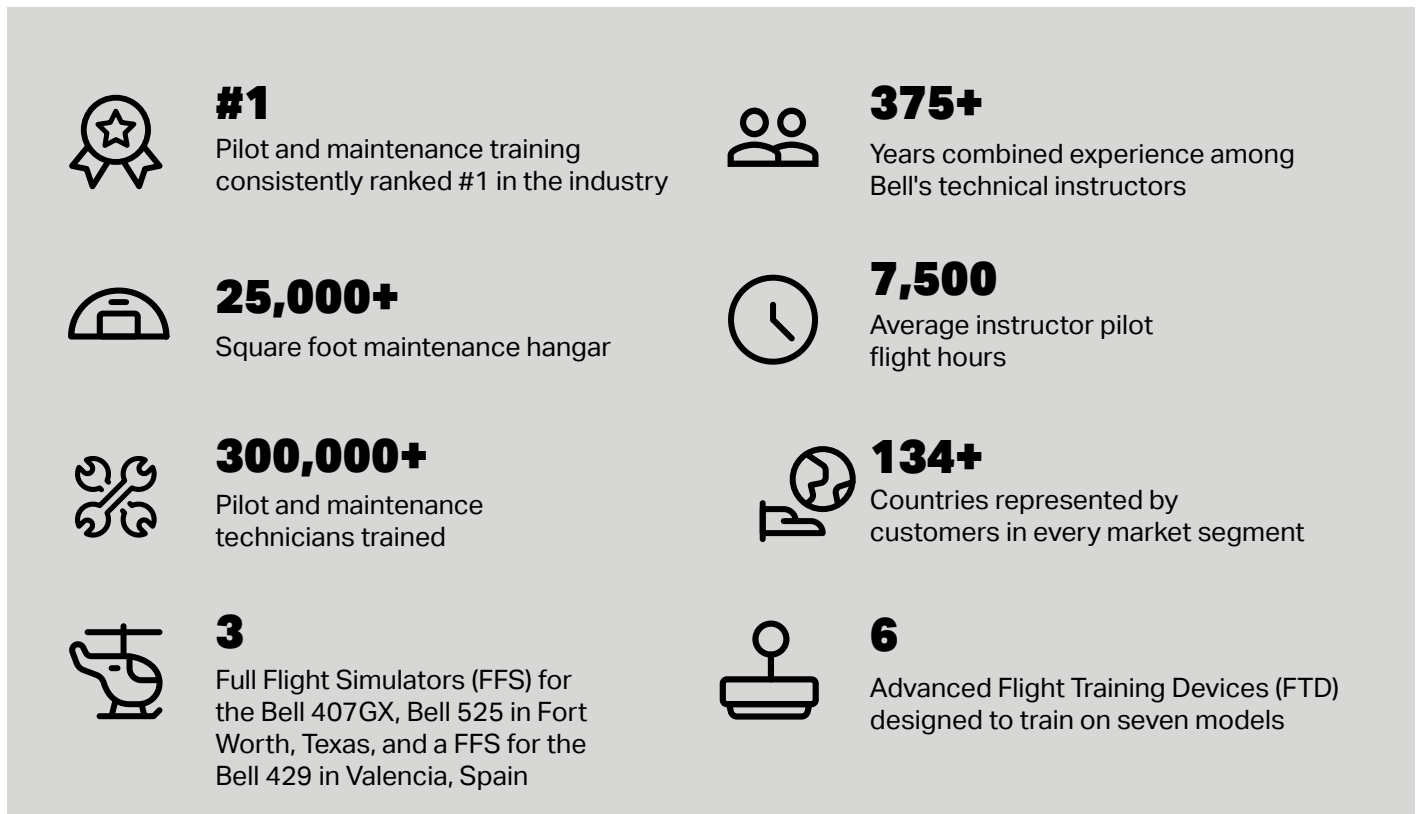 #1
Pilot and maintenance training
consistently ranked #1 in the industry
375+
Years combined experience among
Bell's technical instructors
25,000+
Square foot maintenance hangar
7,500
Average instructor pilot
flight hours
300,000+
Pilot and maintenance
technicians trained
134+
Countries represented by
customers in every market segment
3
Full Flight Simulators (FFS) for
the Bell 407GX, Bell 525 in Fort
Worth, Texas, and a FFS for the
Bell 429 in Valencia, Spain
6
Advanced Flight Training Devices (FTD)
designed to train on seven models